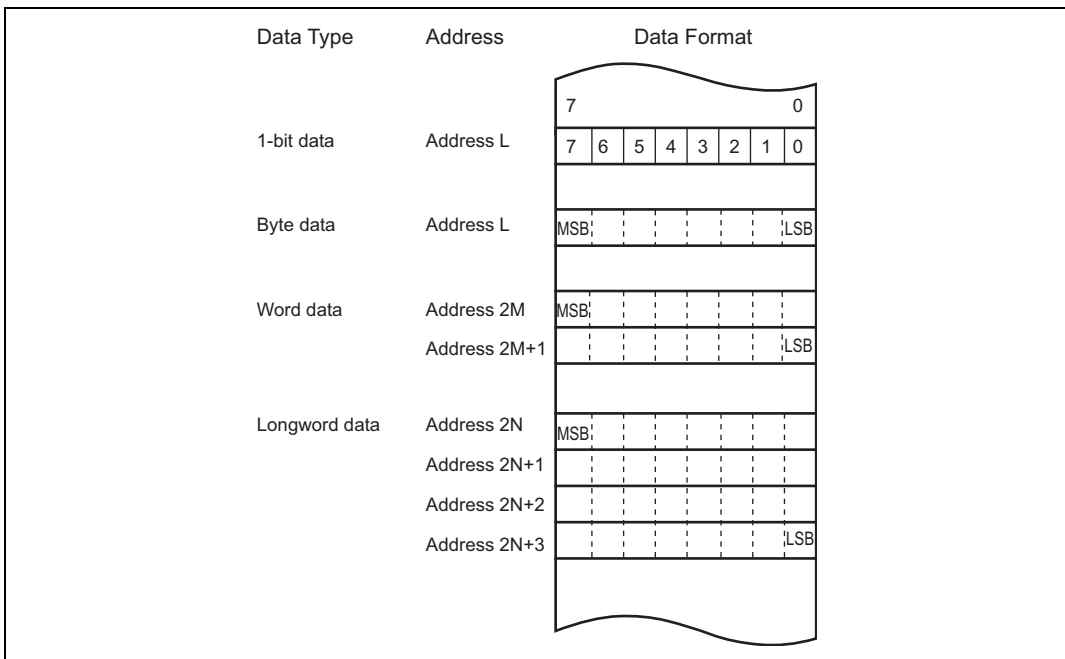 Data Type Address Data Format
7 0
1-bit data Address L 7 6 5 4 3 2 1 0
Byte data Address L MSB LSB
Word data Address 2M MSB
Address 2M+1 LSB
Longword data Address 2N MSB
Address 2N+1
Address 2N+2
Address 2N+3 LSB